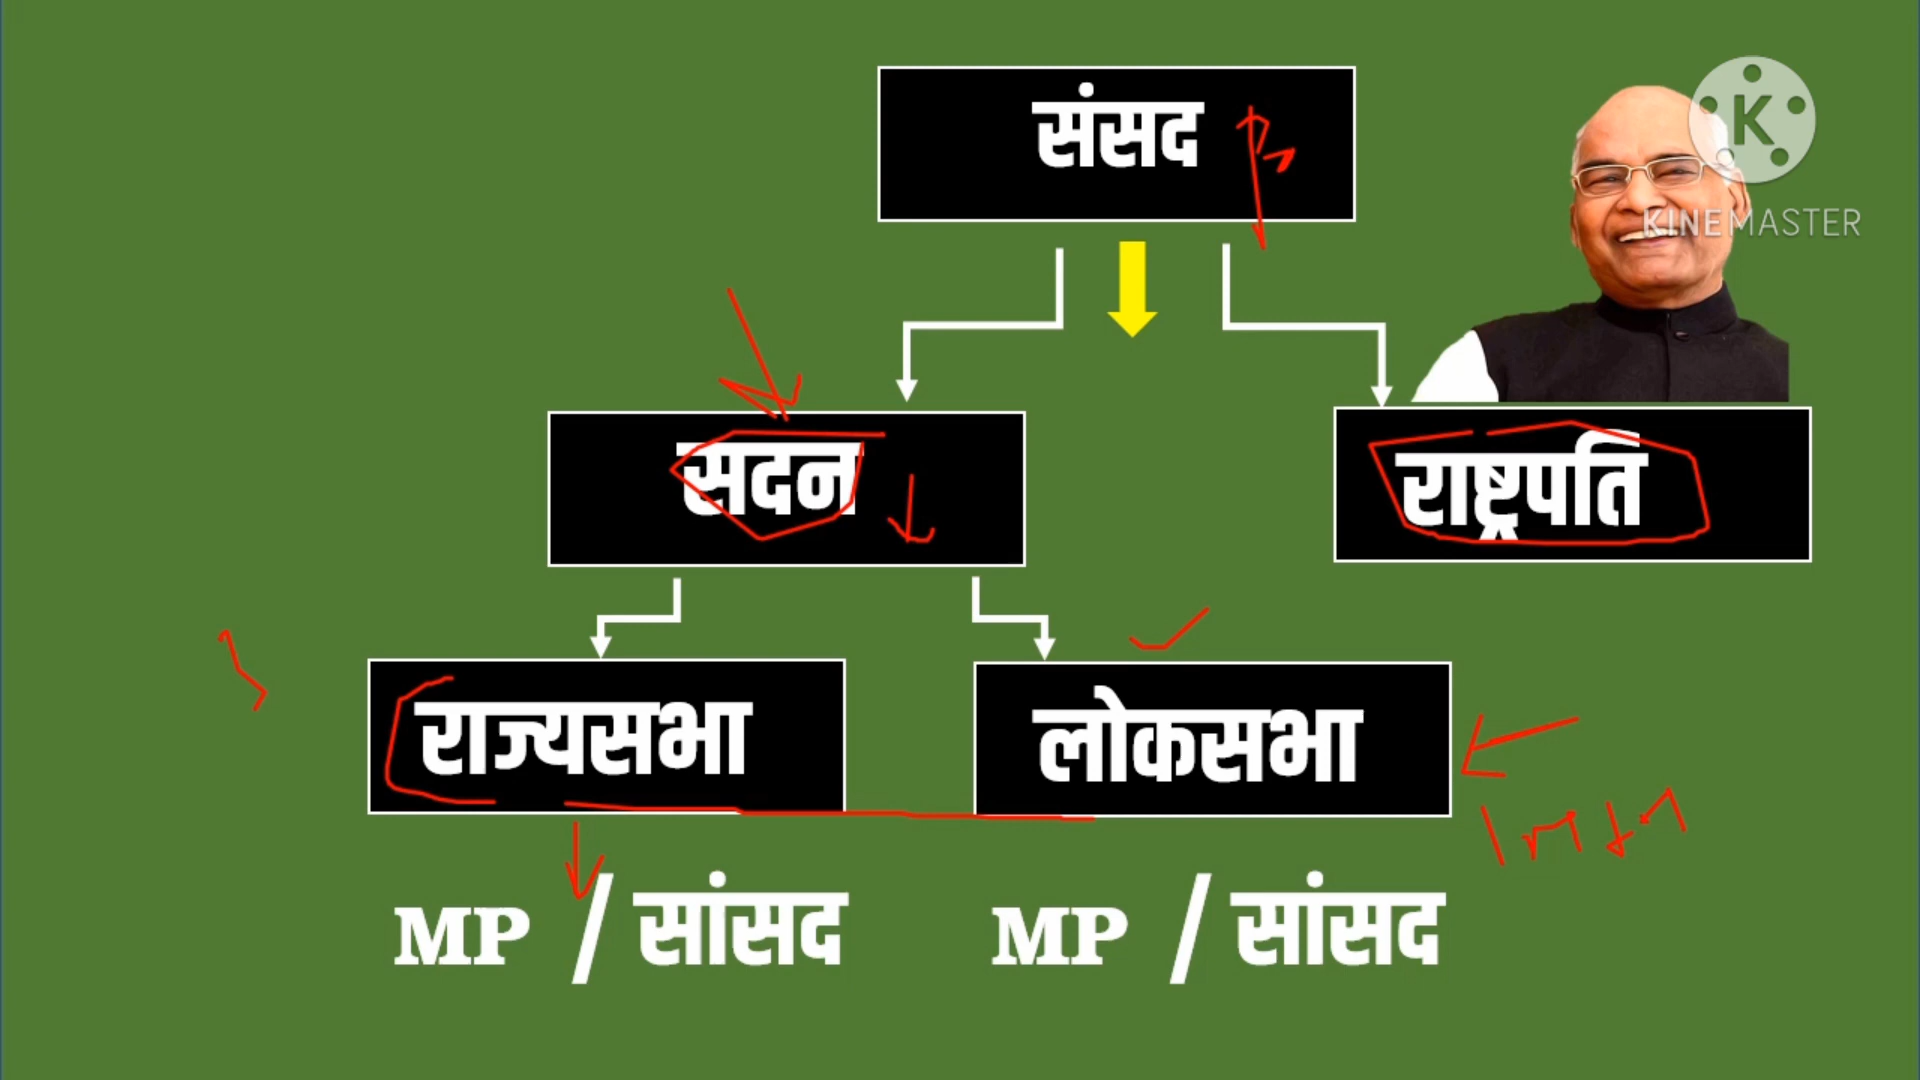 संसद
K
KINEMASTER
सदन
राष्ट्रपति
राज्यसभा
लोकसभा
MP / सांसद
MP / सांसद